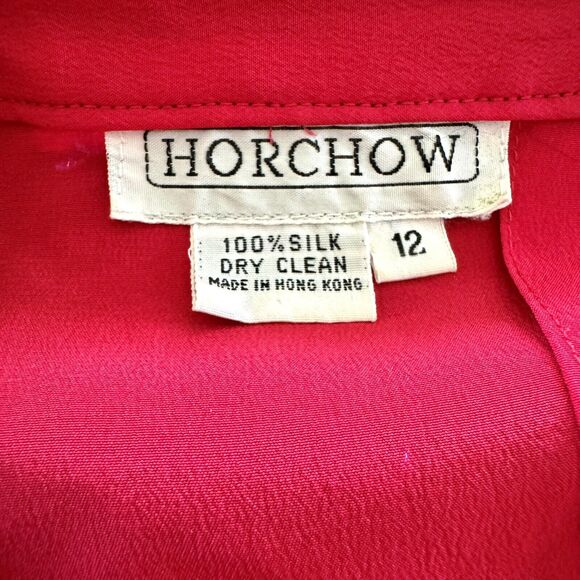 HORCHOW
100% SILK
DRY CLEAN
MADE IN HONG KONG
12